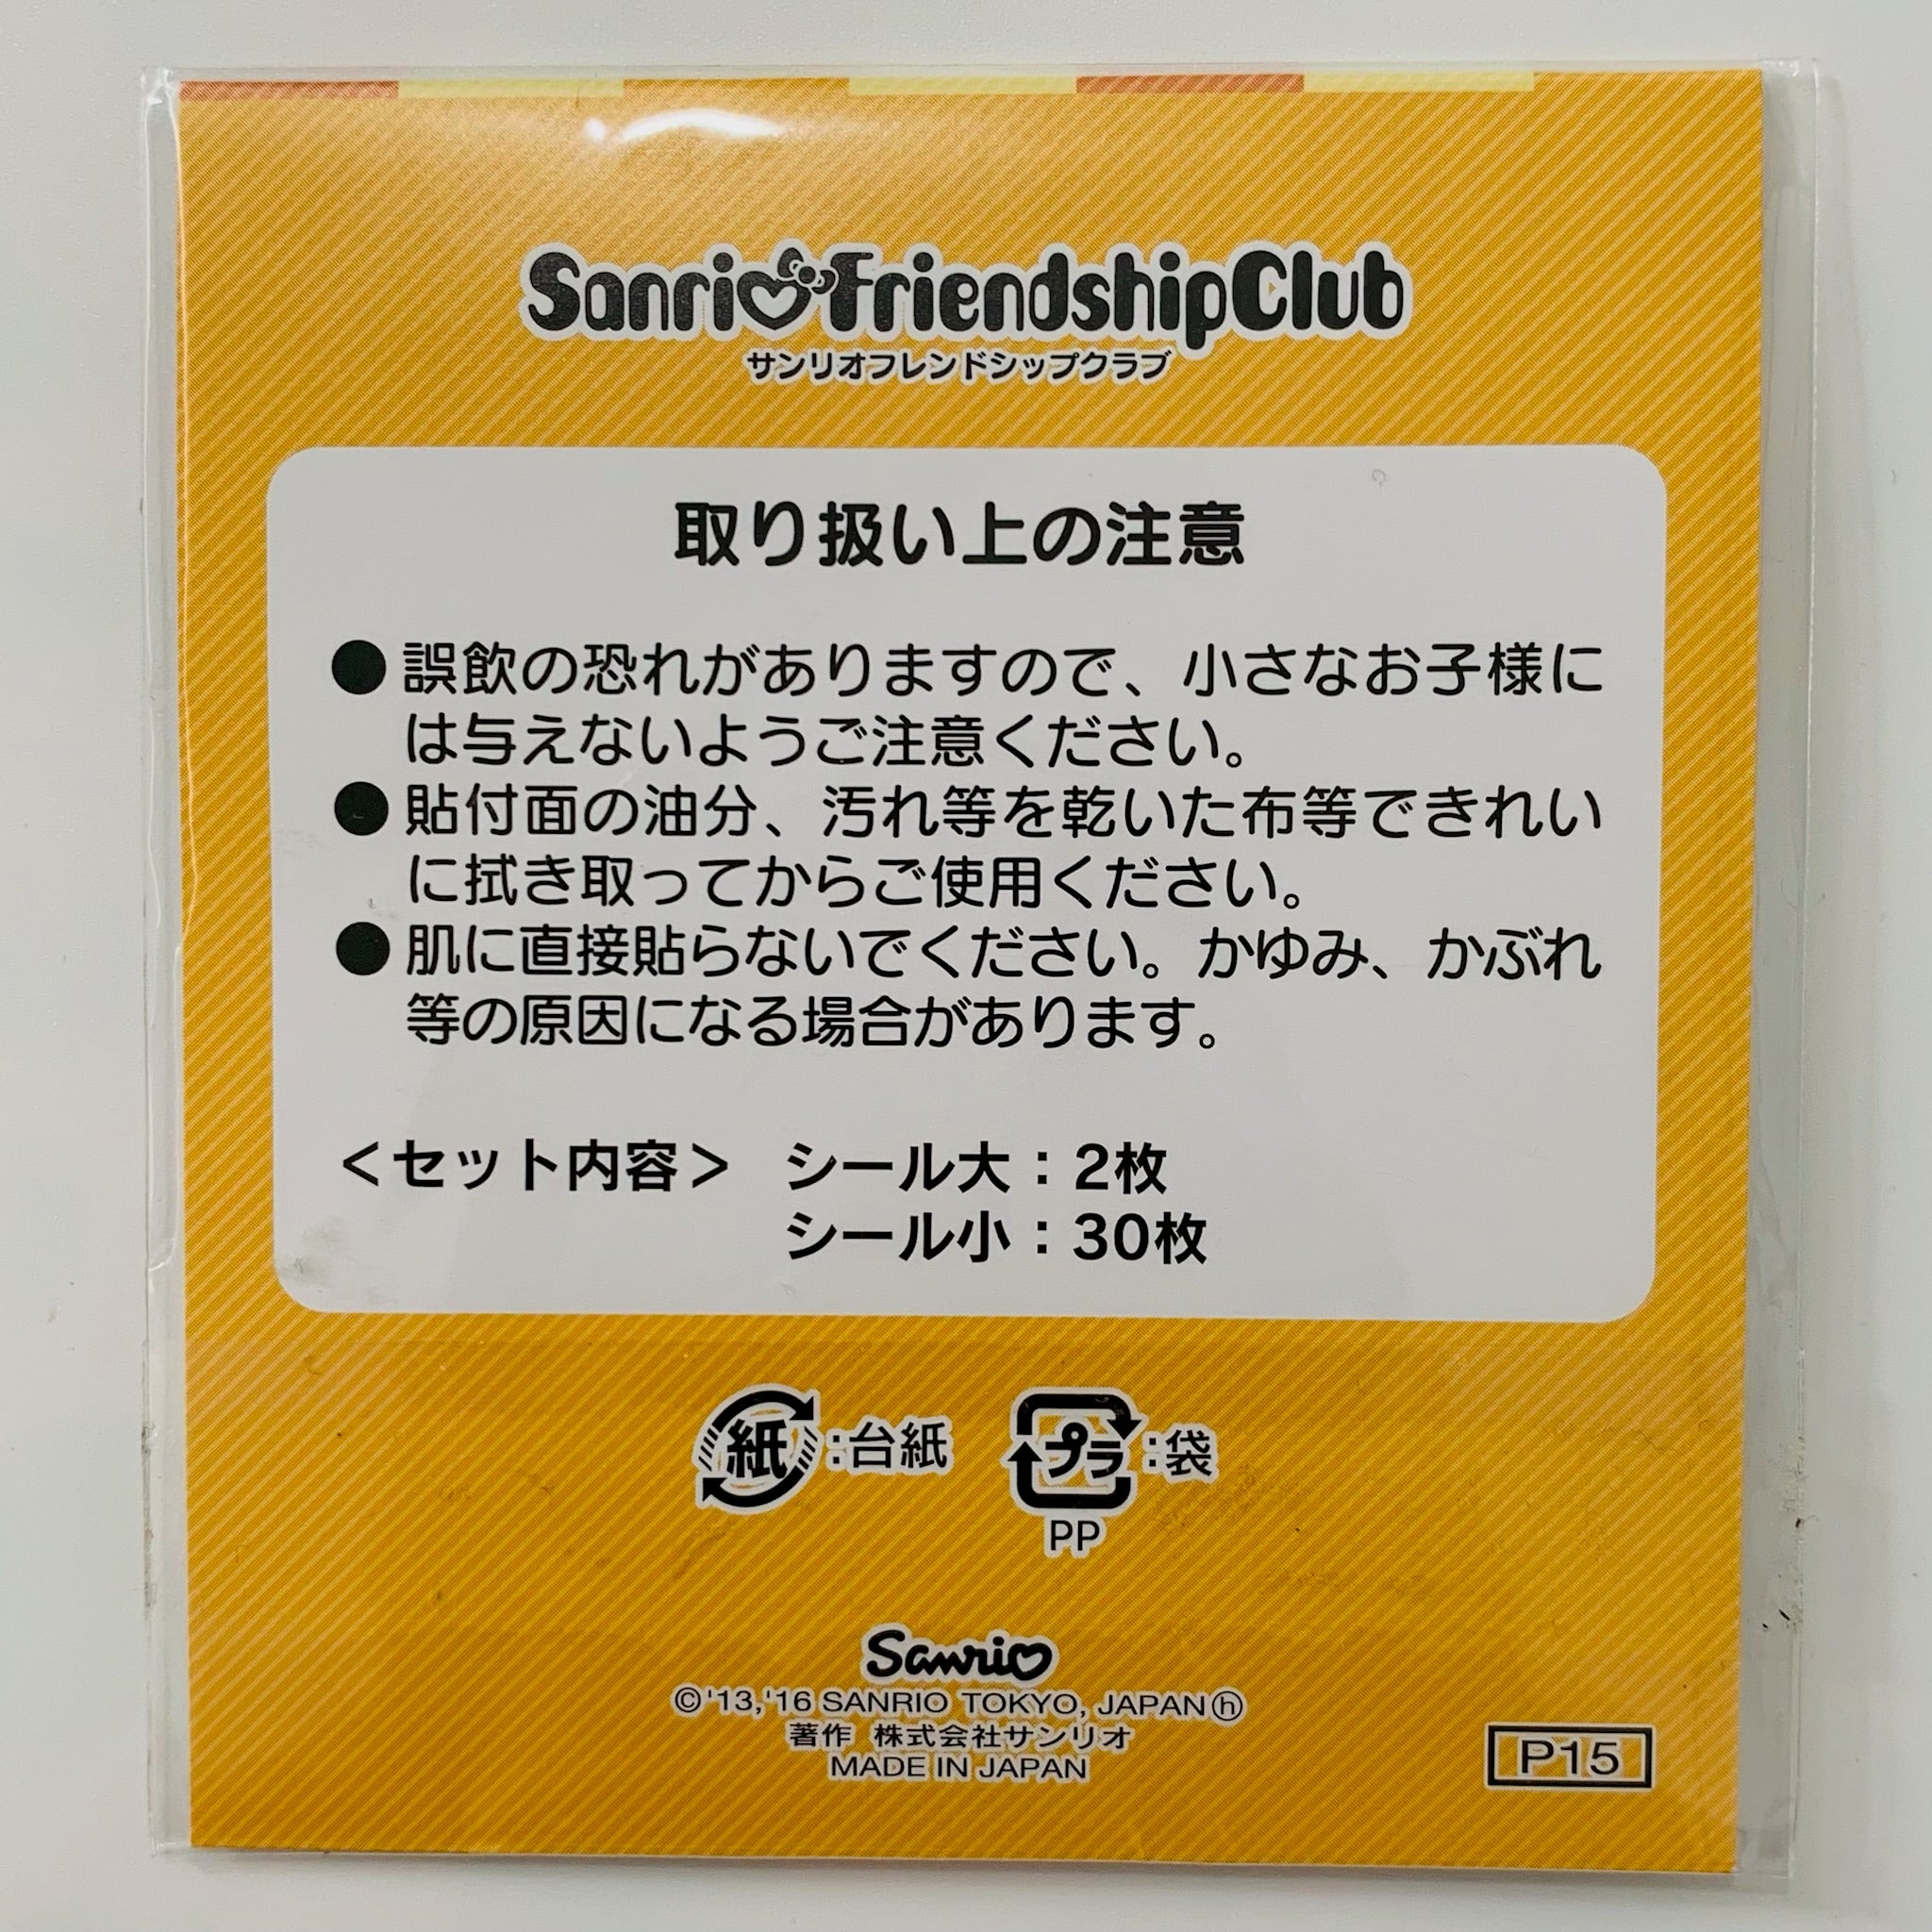 Sanrio Friendship Club
サンリオフレンドシップクラブ
取り扱い上の注意
●誤飲の恐れがありますので、小さなお子様に
は与えないようご注意ください。
●貼付面の油分、汚れ等を乾いた布等できれい
に拭き取ってからご使用ください。
●肌に直接貼らないでください。かゆみ、かぶれ
等の原因になる場合があります。
＜セット内容＞ シール大：2枚
シール小：30枚
紙:台紙 プラ:袋
PP
Sanrio
©'13,'16 SANRIO TOKYO, JAPAN ⓗ
著作 株式会社サンリオ
MADE IN JAPAN
P15